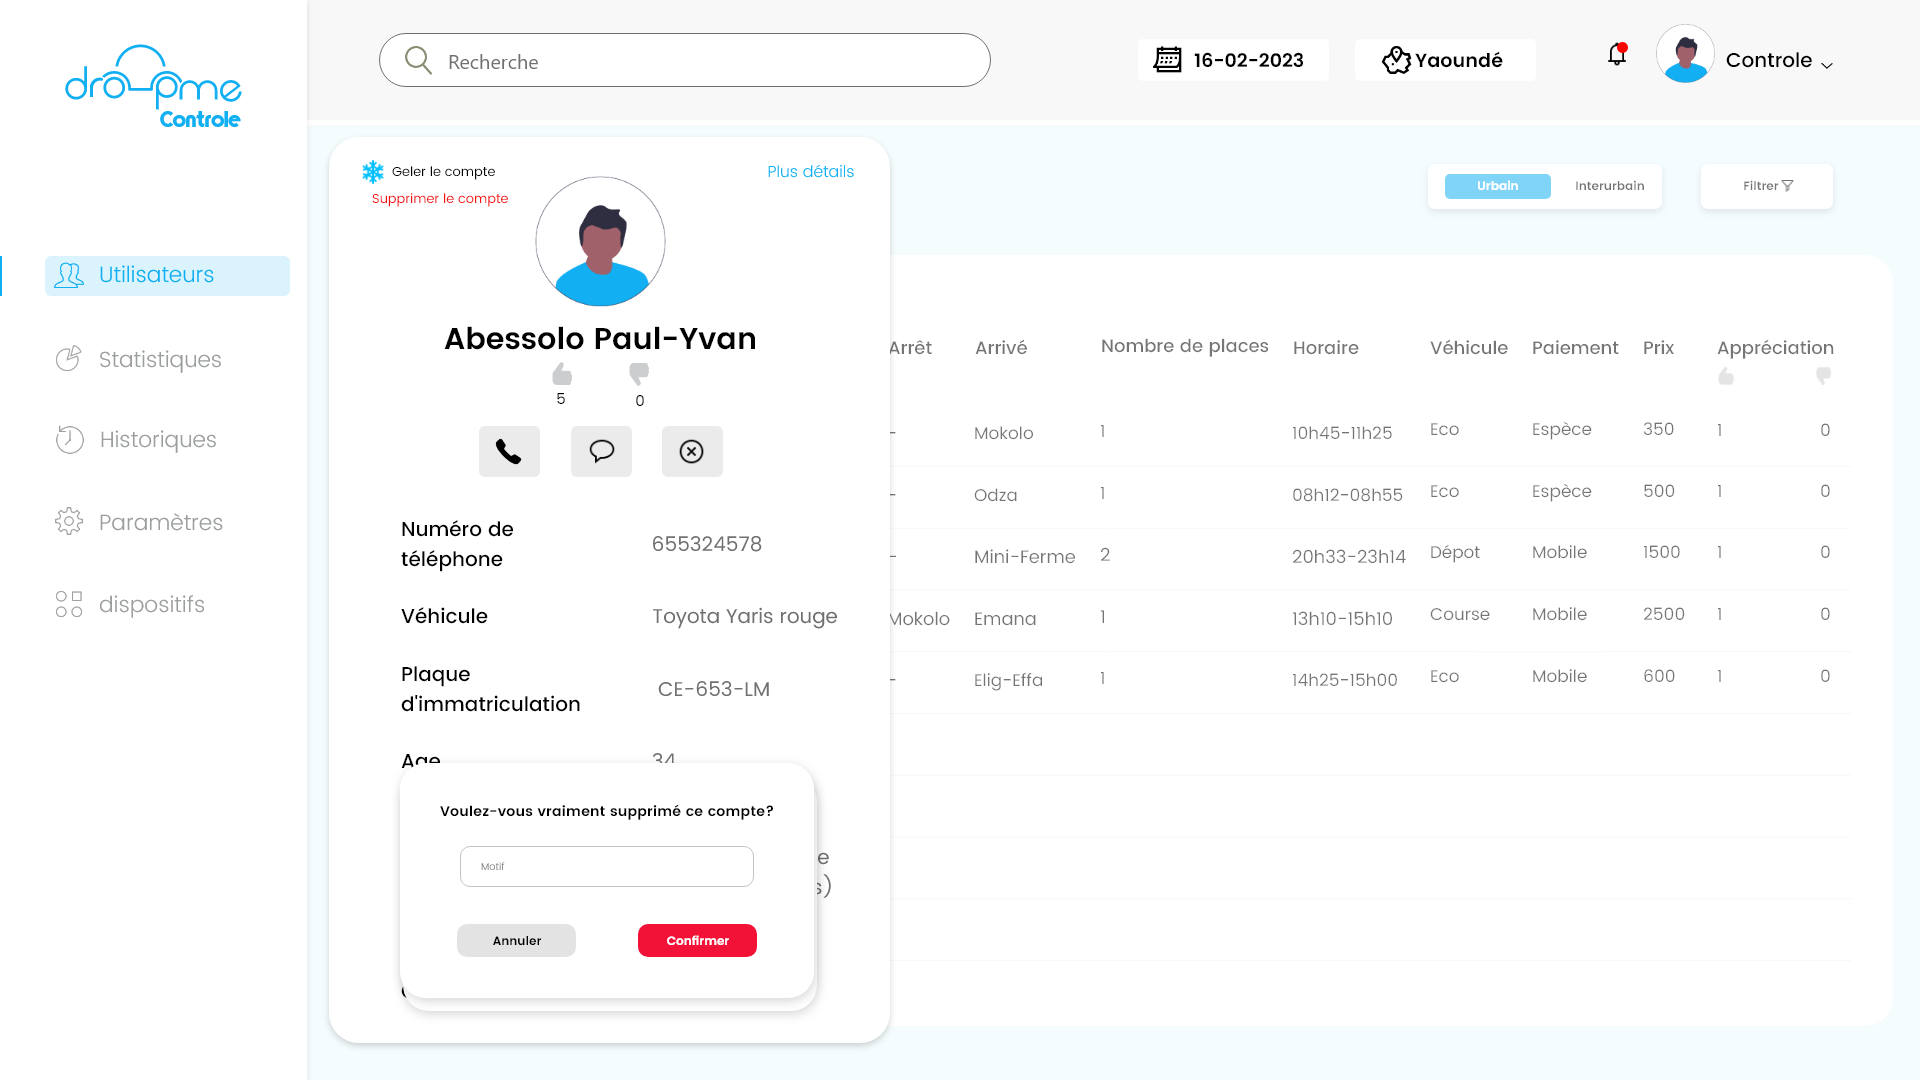 droopme
Controle
Recherche
16-02-2023
Yaoundé
Controle
Utilisateurs
Statistiques
Historiques
Paramètres
dispositifs
Geler le compte
Plus détails
Supprimer le compte
Abessolo Paul-Yvan
5
0
Numéro de
téléphone
655324578
Véhicule
Toyota Yaris rouge
Plaque
d'immatriculation
CE-653-LM
Age
34
e
s)
Voulez-vous vraiment supprimé ce compte?
Motif
Annuler
Confirmer
Urbain
Interurbain
Filtrer
Arrêt Arrivé Nombre de places Horaire Véhicule Paiement Prix Appréciation
- Mokolo 1 10h45-11h25 Eco Espèce 350 1 0
- Odza 1 08h12-08h55 Eco Espèce 500 1 0
- Mini-Ferme 2 20h33-23h14 Dépot Mobile 1500 1 0
Mokolo Emana 1 13h10-15h10 Course Mobile 2500 1 0
- Elig-Effa 1 14h25-15h00 Eco Mobile 600 1 0